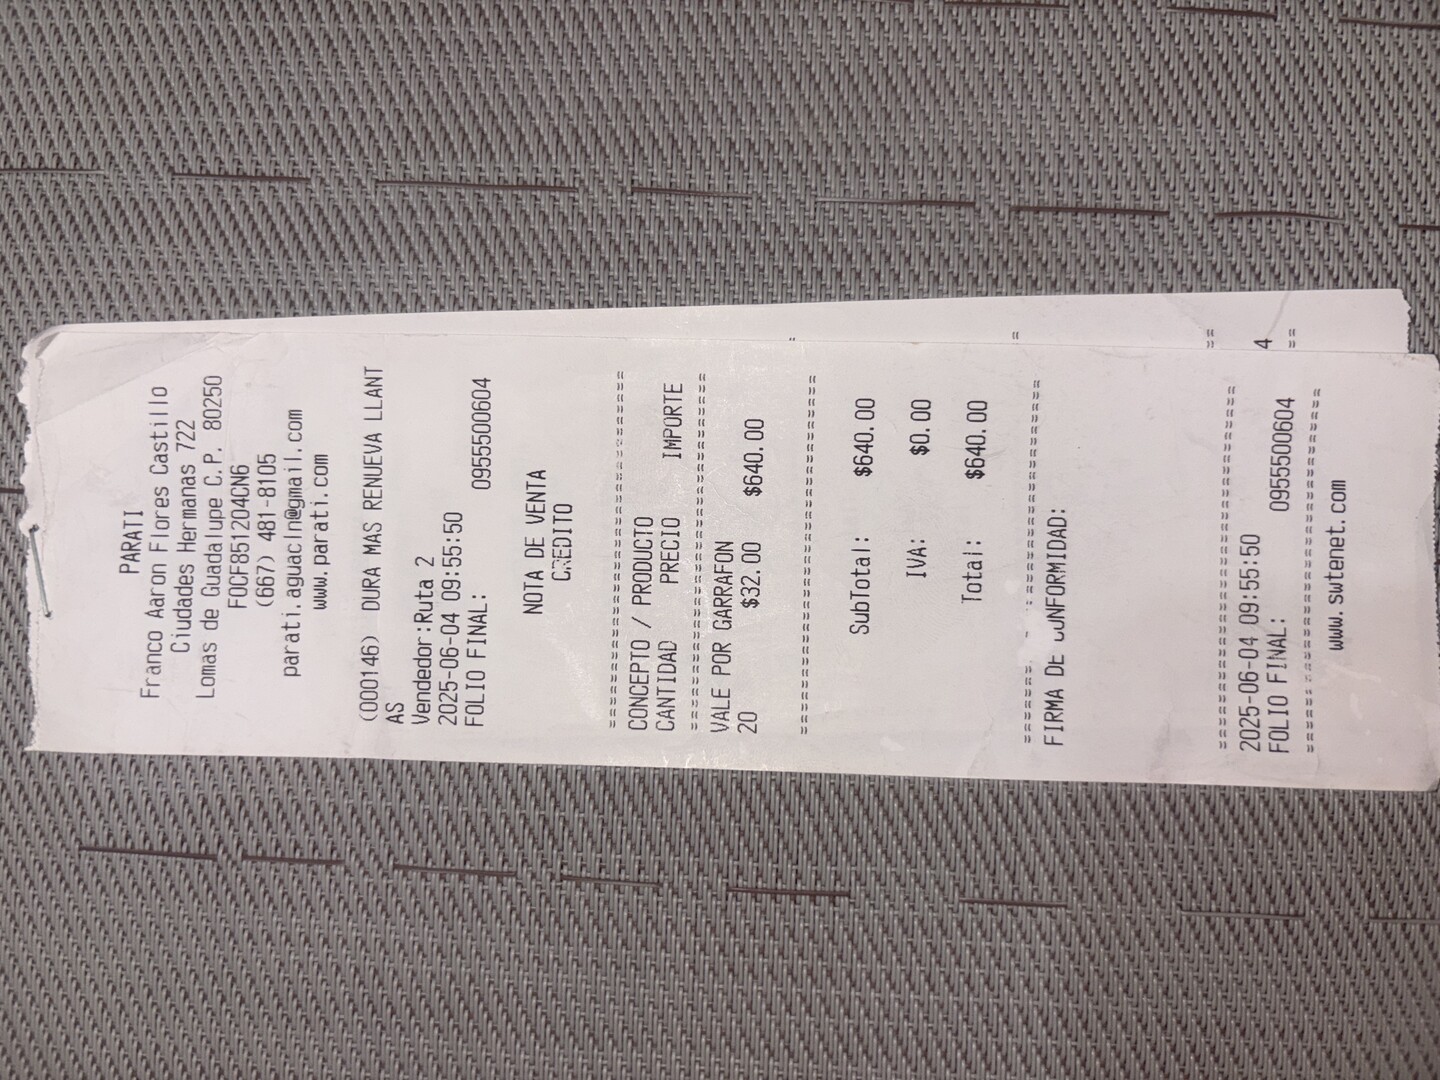 PARATI
Franco Aaron Flores Castillo
Ciudades Hermanas 722
Lomas de Guadalupe C.P. 80250
FOCF851204CN6
(667) 481-8105
parati.aguacln@gmail.com
www.parati.com
(000146) DURA MAS RENUEVA LLANT
AS
Vendedor:Ruta 2
2025-06-04 09:55:50
FOLIO FINAL: 0955500604
NOTA DE VENTA
CREDITO
================================
CONCEPTO / PRODUCTO
CANTIDAD PRECIO IMPORTE
================================
VALE POR GARRAFON
20 $32.00 $640.00
================================
SubTotal: $640.00
IVA: $0.00
Total: $640.00
================================
FIRMA DE CONFORMIDAD:
================================
2025-06-04 09:55:50
FOLIO FINAL: 0955500604
================================
www.swtenet.com
4